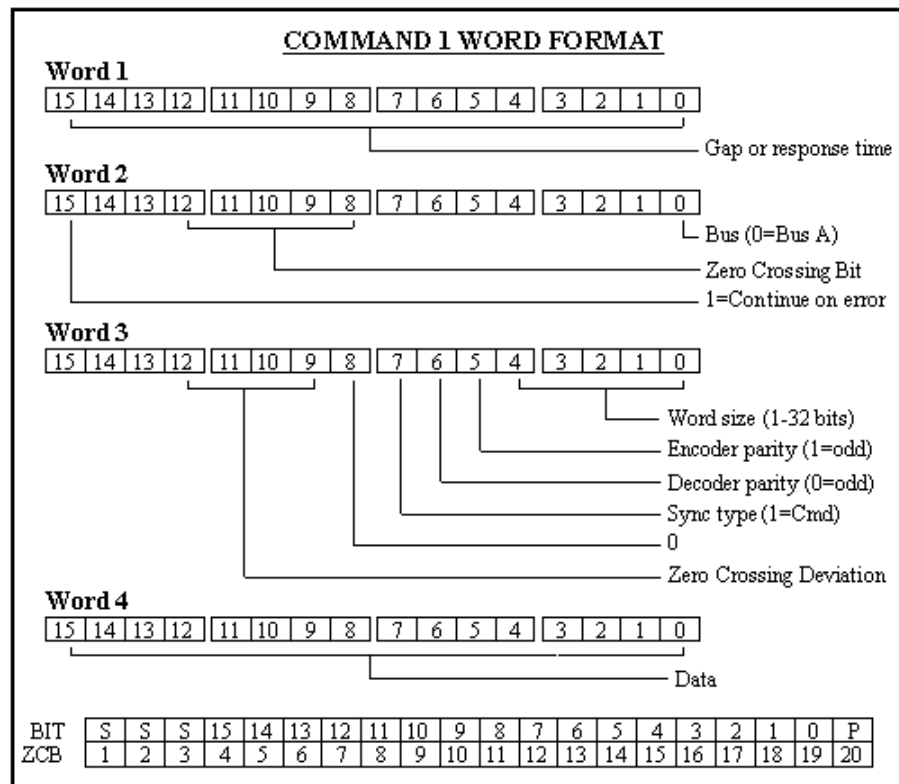 COMMAND 1 WORD FORMAT
Word 1
15 14 13 12 11 10 9 8 7 6 5 4 3 2 1 0
Gap or response time
Word 2
15 14 13 12 11 10 9 8 7 6 5 4 3 2 1 0
Bus (0=Bus A)
Zero Crossing Bit
1=Continue on error
Word 3
15 14 13 12 11 10 9 8 7 6 5 4 3 2 1 0
Word size (1-32 bits)
Encoder parity (1=odd)
Decoder parity (0=odd)
Sync type (1=Cmd)
0
Zero Crossing Deviation
Word 4
15 14 13 12 11 10 9 8 7 6 5 4 3 2 1 0
Data
BIT S S S 15 14 13 12 11 10 9 8 7 6 5 4 3 2 1 0 P
ZCB 1 2 3 4 5 6 7 8 9 10 11 12 13 14 15 16 17 18 19 20